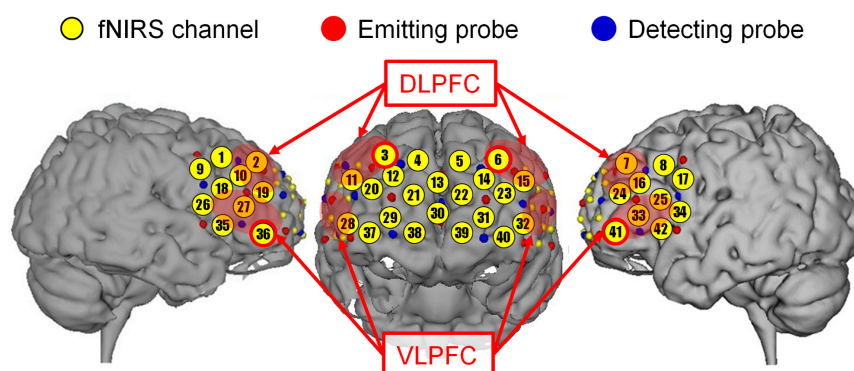 fNIRS channel Emitting probe Detecting probe
DLPFC
1 2 9 10 18 19 26 27 35 36
3 4 5 6 11 12 13 14 15 20 21 22 23 28 29 30 31 32 37 38 39 40
7 8 16 17 24 25 33 34 41 42
VLPFC